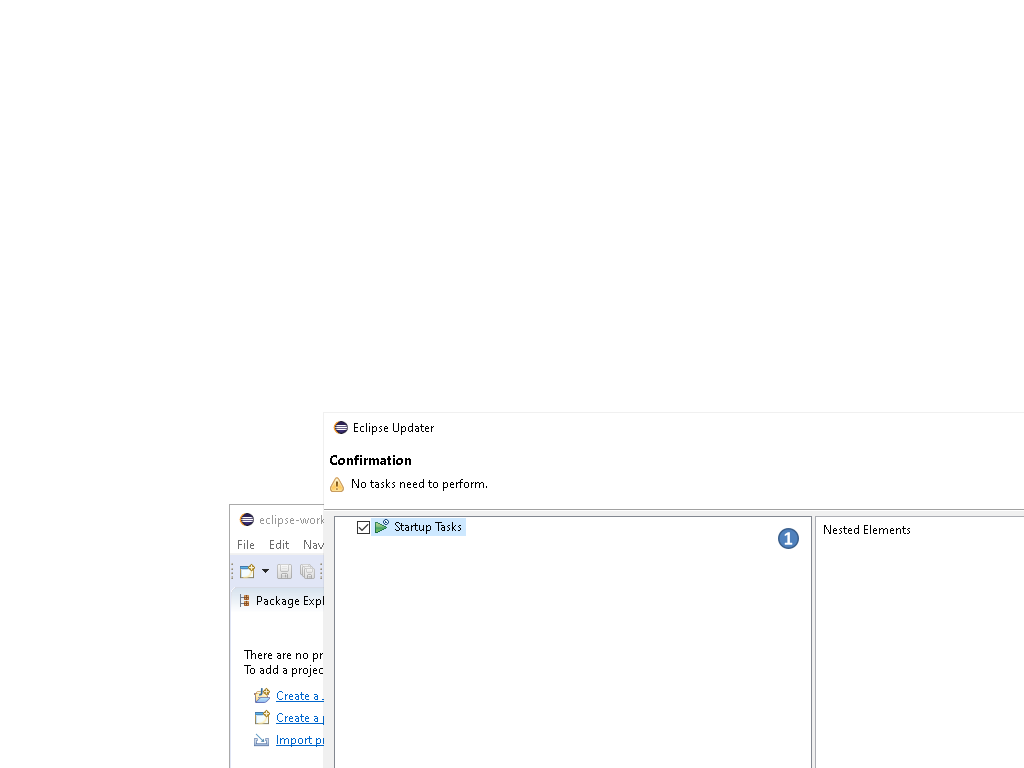 Eclipse Updater
Confirmation
No tasks need to perform.
eclipse-work
File Edit Nav
Startup Tasks
1
Nested Elements
Package Expl
There are no pr
To add a projec
Create a
Create a
Import pr